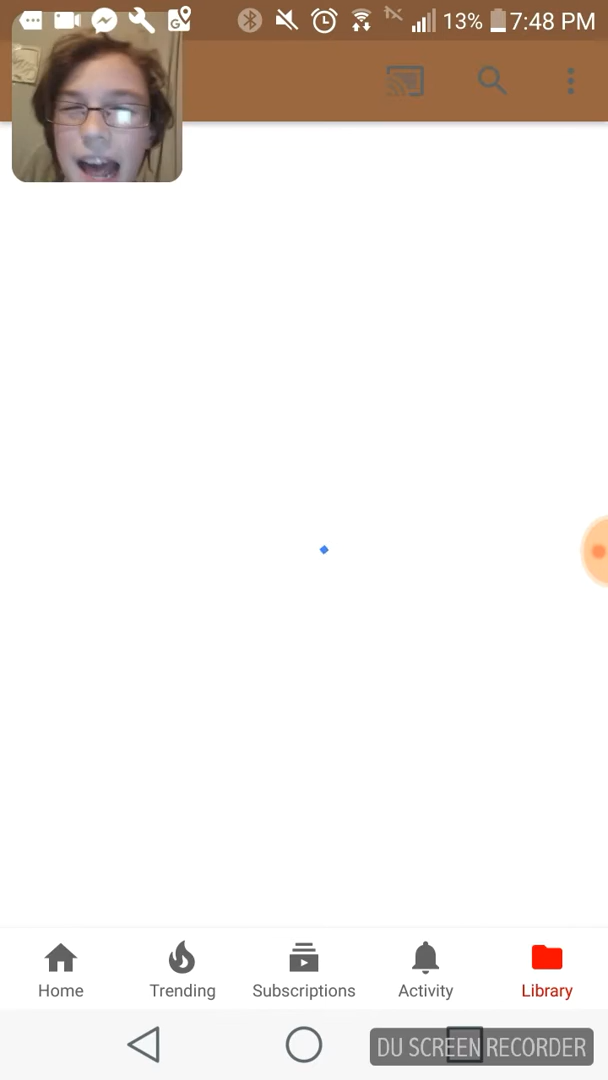 13% 7:48 PM
Home Trending Subscriptions Activity Library
DU SCREEN RECORDER